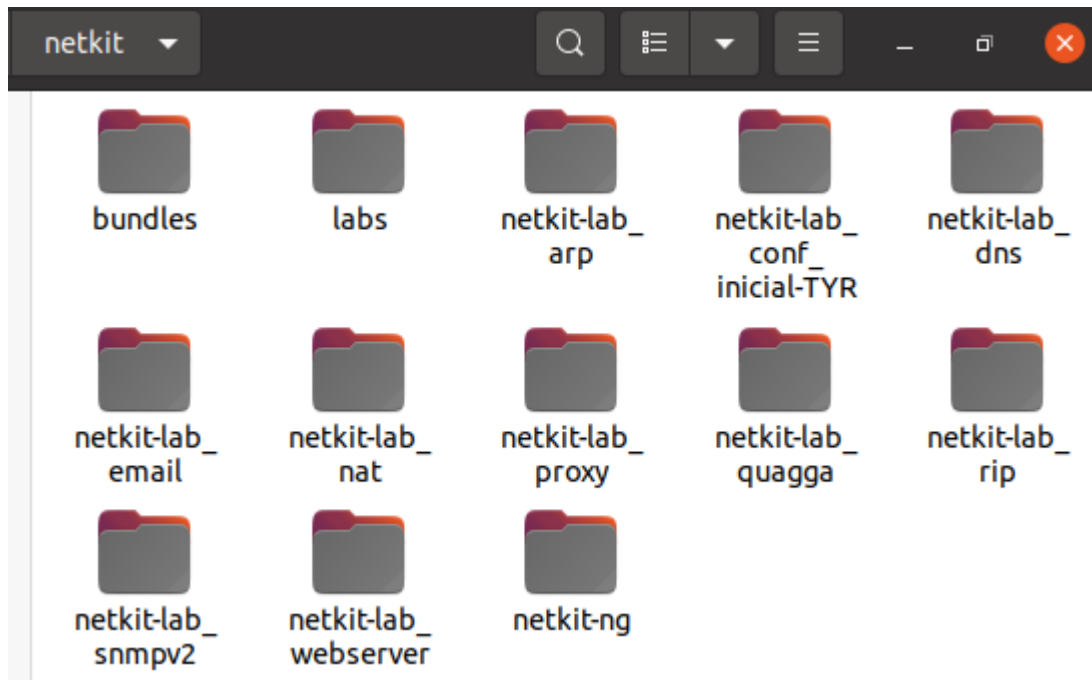 netkit
bundles
labs
netkit-lab_
arp
netkit-lab_
conf_
inicial-TYR
netkit-lab_
dns
netkit-lab_
email
netkit-lab_
nat
netkit-lab_
proxy
netkit-lab_
quagga
netkit-lab_
rip
netkit-lab_
snmpv2
netkit-lab_
webserver
netkit-ng